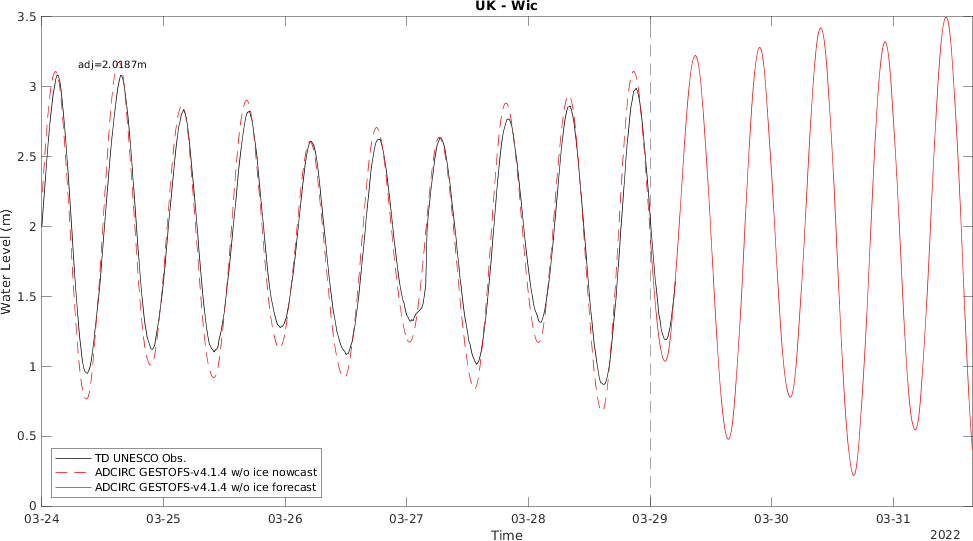 UK - Wic
3.5
adj=2.0187m
3
2.5
2
1.5
1
0.5
0
Water Level (m)
TD UNESCO Obs.
ADCIRC GESTOFS-v4.1.4 w/o ice nowcast
ADCIRC GESTOFS-v4.1.4 w/o ice forecast
03-24 03-25 03-26 03-27 03-28 03-29 03-30 03-31
Time
2022